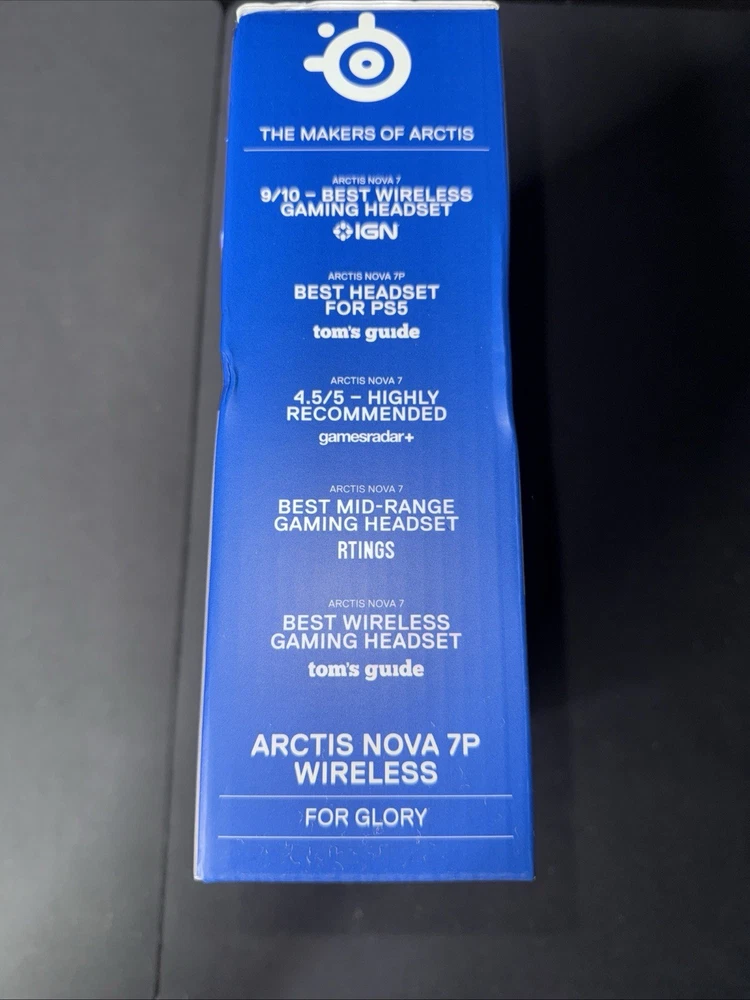 THE MAKERS OF ARCTIS
ARCTIS NOVA 7
9/10 – BEST WIRELESS
GAMING HEADSET
IGN
ARCTIS NOVA 7P
BEST HEADSET
FOR PS5
tom's guide
ARCTIS NOVA 7
4.5/5 – HIGHLY
RECOMMENDED
gamesradar+
ARCTIS NOVA 7
BEST MID-RANGE
GAMING HEADSET
RTINGS
ARCTIS NOVA 7
BEST WIRELESS
GAMING HEADSET
tom's guide
ARCTIS NOVA 7P
WIRELESS
FOR GLORY